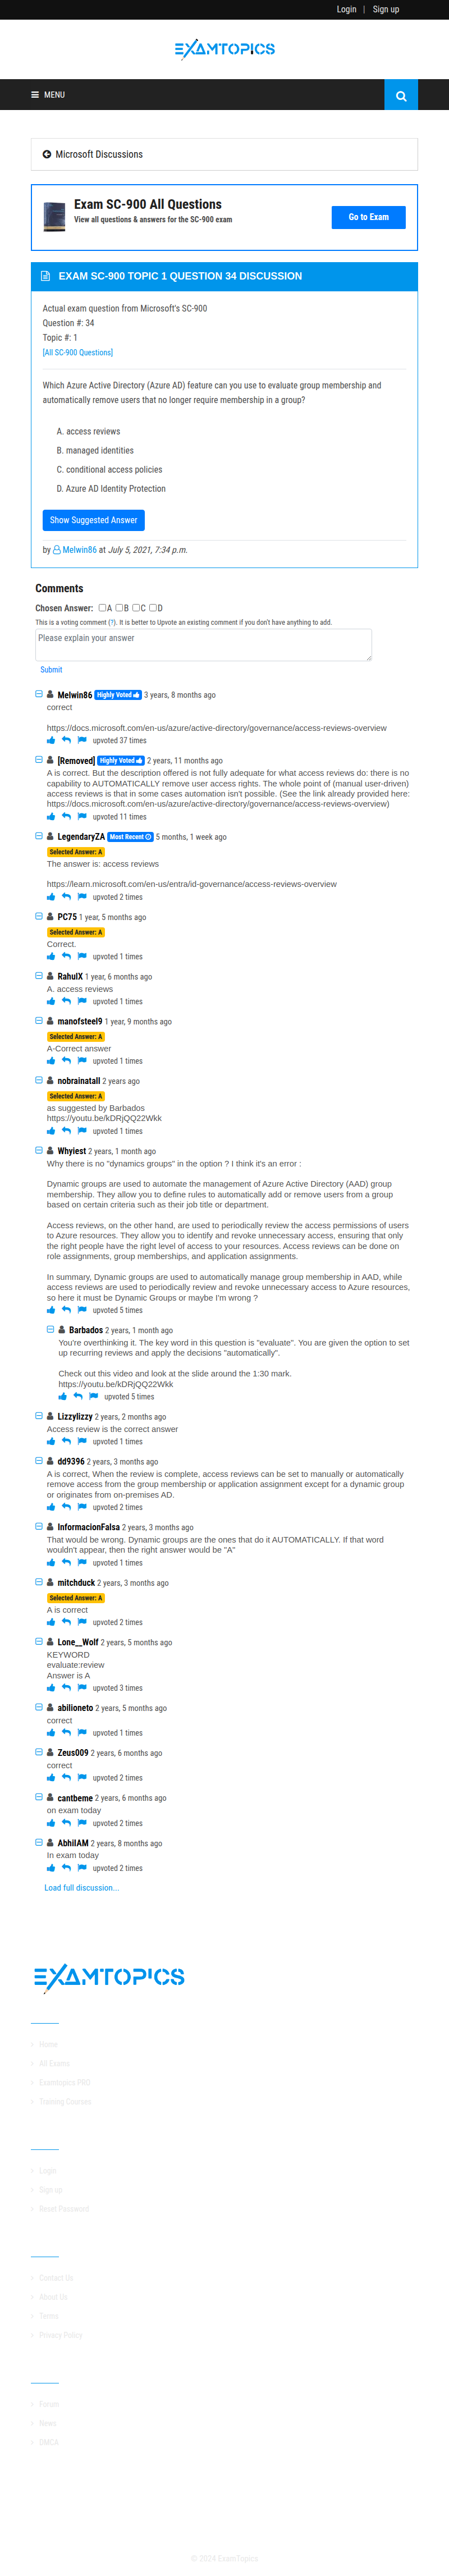 Login | Sign up
EXAMTOPICS
MENU
Microsoft Discussions
Exam SC-900 All Questions
View all questions & answers for the SC-900 exam
Go to Exam
EXAM SC-900 TOPIC 1 QUESTION 34 DISCUSSION
Actual exam question from Microsoft's SC-900
Question #: 34
Topic #: 1
[All SC-900 Questions]
Which Azure Active Directory (Azure AD) feature can you use to evaluate group membership and
automatically remove users that no longer require membership in a group?
A. access reviews
B. managed identities
C. conditional access policies
D. Azure AD Identity Protection
Show Suggested Answer
by Melwin86 at July 5, 2021, 7:34 p.m.
Comments
Chosen Answer: A B C D
This is a voting comment (?). It is better to Upvote an existing comment if you don't have anything to add.
Please explain your answer
Submit
Melwin86 Highly Voted 3 years, 8 months ago
correct
https://docs.microsoft.com/en-us/azure/active-directory/governance/access-reviews-overview
upvoted 37 times
[Removed] Highly Voted 2 years, 11 months ago
A is correct. But the description offered is not fully adequate for what access reviews do: there is no
capability to AUTOMATICALLY remove user access rights. The whole point of (manual user-driven)
access reviews is that in some cases automation isn't possible. (See the link already provided here:
https://docs.microsoft.com/en-us/azure/active-directory/governance/access-reviews-overview)
upvoted 11 times
LegendaryZA Most Recent 5 months, 1 week ago
Selected Answer: A
The answer is: access reviews
https://learn.microsoft.com/en-us/entra/id-governance/access-reviews-overview
upvoted 2 times
PC75 1 year, 5 months ago
Selected Answer: A
Correct.
upvoted 1 times
RahulX 1 year, 6 months ago
A. access reviews
upvoted 1 times
manofsteel9 1 year, 9 months ago
Selected Answer: A
A-Correct answer
upvoted 1 times
nobrainatall 2 years ago
Selected Answer: A
as suggested by Barbados
https://youtu.be/kDRjQQ22Wkk
upvoted 1 times
Whyiest 2 years, 1 month ago
Why there is no "dynamics groups" in the option ? I think it's an error :
Dynamic groups are used to automate the management of Azure Active Directory (AAD) group
membership. They allow you to define rules to automatically add or remove users from a group
based on certain criteria such as their job title or department.
Access reviews, on the other hand, are used to periodically review the access permissions of users
to Azure resources. They allow you to identify and revoke unnecessary access, ensuring that only
the right people have the right level of access to your resources. Access reviews can be done on
role assignments, group memberships, and application assignments.
In summary, Dynamic groups are used to automatically manage group membership in AAD, while
access reviews are used to periodically review and revoke unnecessary access to Azure resources,
so here it must be Dynamic Groups or maybe I'm wrong ?
upvoted 5 times
Barbados 2 years, 1 month ago
You're overthinking it. The key word in this question is "evaluate". You are given the option to set
up recurring reviews and apply the decisions "automatically".
Check out this video and look at the slide around the 1:30 mark.
https://youtu.be/kDRjQQ22Wkk
upvoted 5 times
Lizzylizzy 2 years, 2 months ago
Access review is the correct answer
upvoted 1 times
dd9396 2 years, 3 months ago
A is correct, When the review is complete, access reviews can be set to manually or automatically
remove access from the group membership or application assignment except for a dynamic group
or originates from on-premises AD.
upvoted 2 times
InformacionFalsa 2 years, 3 months ago
That would be wrong. Dynamic groups are the ones that do it AUTOMATICALLY. If that word
wouldn't appear, then the right answer would be "A"
upvoted 1 times
mitchduck 2 years, 3 months ago
Selected Answer: A
A is correct
upvoted 2 times
Lone__Wolf 2 years, 5 months ago
KEYWORD
evaluate:review
Answer is A
upvoted 3 times
abilioneto 2 years, 5 months ago
correct
upvoted 1 times
Zeus009 2 years, 6 months ago
correct
upvoted 2 times
cantbeme 2 years, 6 months ago
on exam today
upvoted 2 times
AbhilAM 2 years, 8 months ago
In exam today
upvoted 2 times
Load full discussion...
EXAMTOPICS
Home
All Exams
Examtopics PRO
Training Courses
Login
Sign up
Reset Password
Contact Us
About Us
Terms
Privacy Policy
Forum
News
DMCA
© 2024 ExamTopics